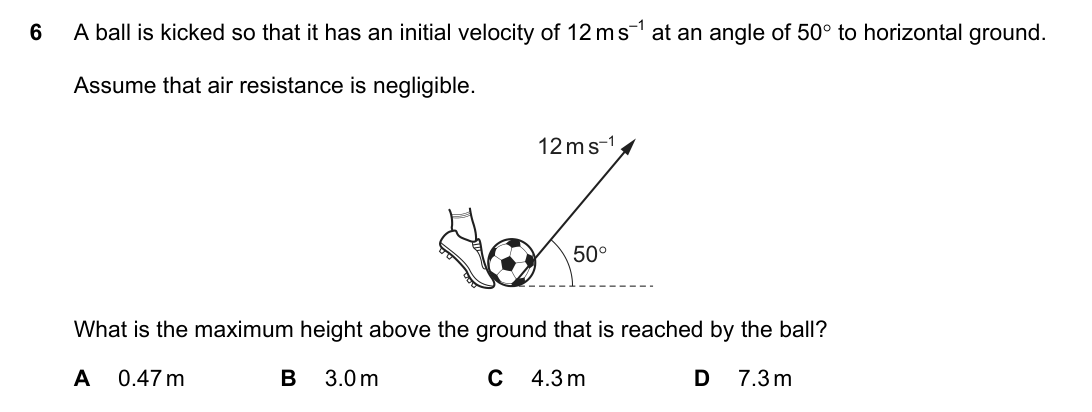 6 A ball is kicked so that it has an initial velocity of 12 m s⁻¹ at an angle of 50° to horizontal ground.
Assume that air resistance is negligible.
12 m s⁻¹
50°
What is the maximum height above the ground that is reached by the ball?
A 0.47 m B 3.0 m C 4.3 m D 7.3 m